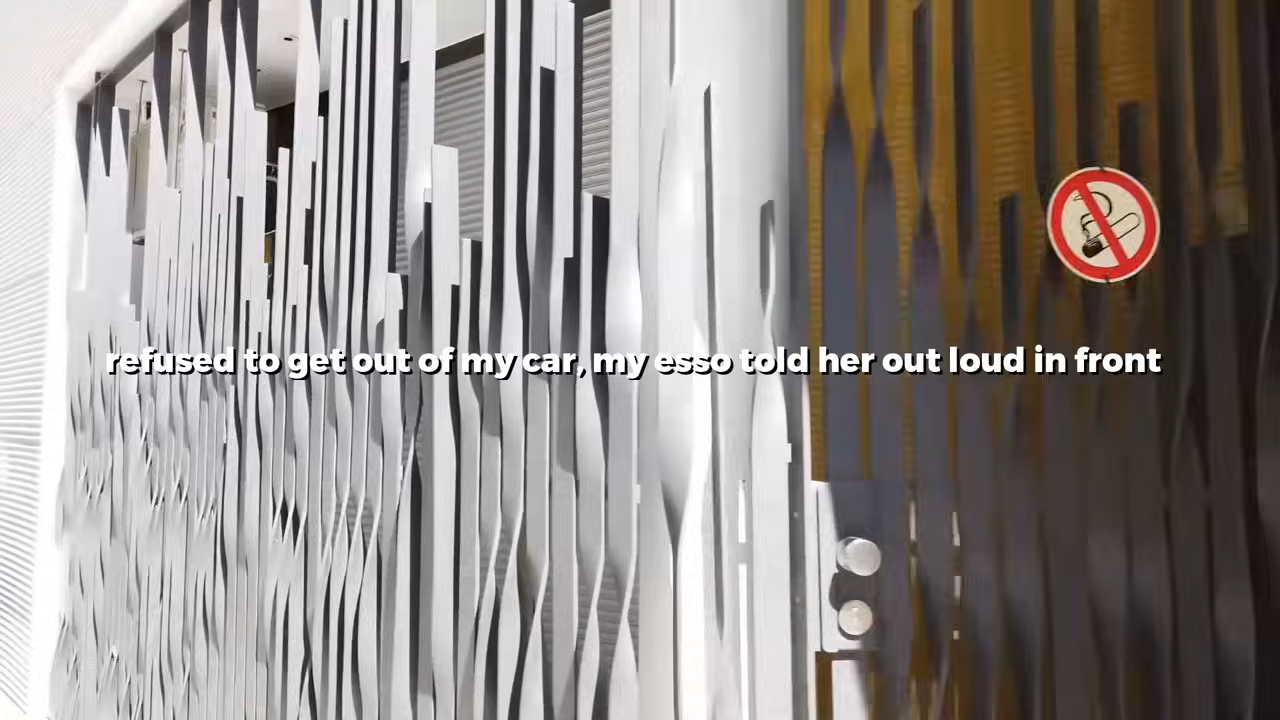 refused to get out of my car, my esso told her out loud in front